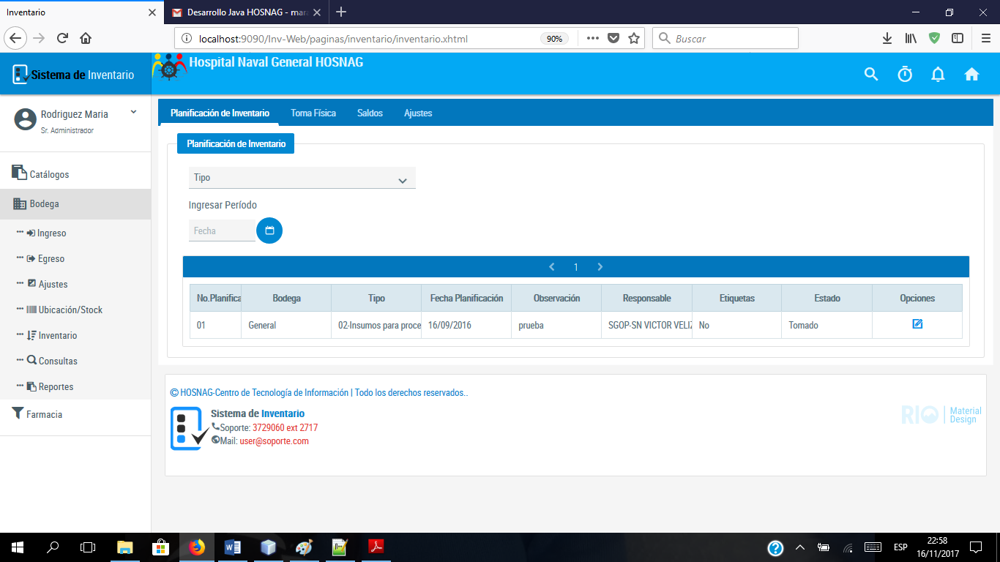 Inventario
Desarrollo Java HOSNAG - mar
localhost:9090/Inv-Web/paginas/inventario/inventario.xhtml
90%
Buscar
Sistema de Inventario
Hospital Naval General HOSNAG
Rodriguez Maria
Sr. Administrador
Catálogos
Bodega
Ingreso
Egreso
Ajustes
Ubicación/Stock
Inventario
Consultas
Reportes
Farmacia
Planificación de Inventario Toma Física Saldos Ajustes
Planificación de Inventario
Tipo
Ingresar Período
Fecha
1
No.Planifica Bodega Tipo Fecha Planificación Observación Responsable Etiquetas Estado Opciones
01 General 02-Insumos para proce 16/09/2016 prueba SGOP-SN VICTOR VELIZ No Tomado
© HOSNAG-Centro de Tecnología de Información | Todo los derechos reservados..
Sistema de Inventario
Soporte: 3729060 ext 2717
Mail: user@soporte.com
RIO | Material
Design
ESP
22:58
16/11/2017